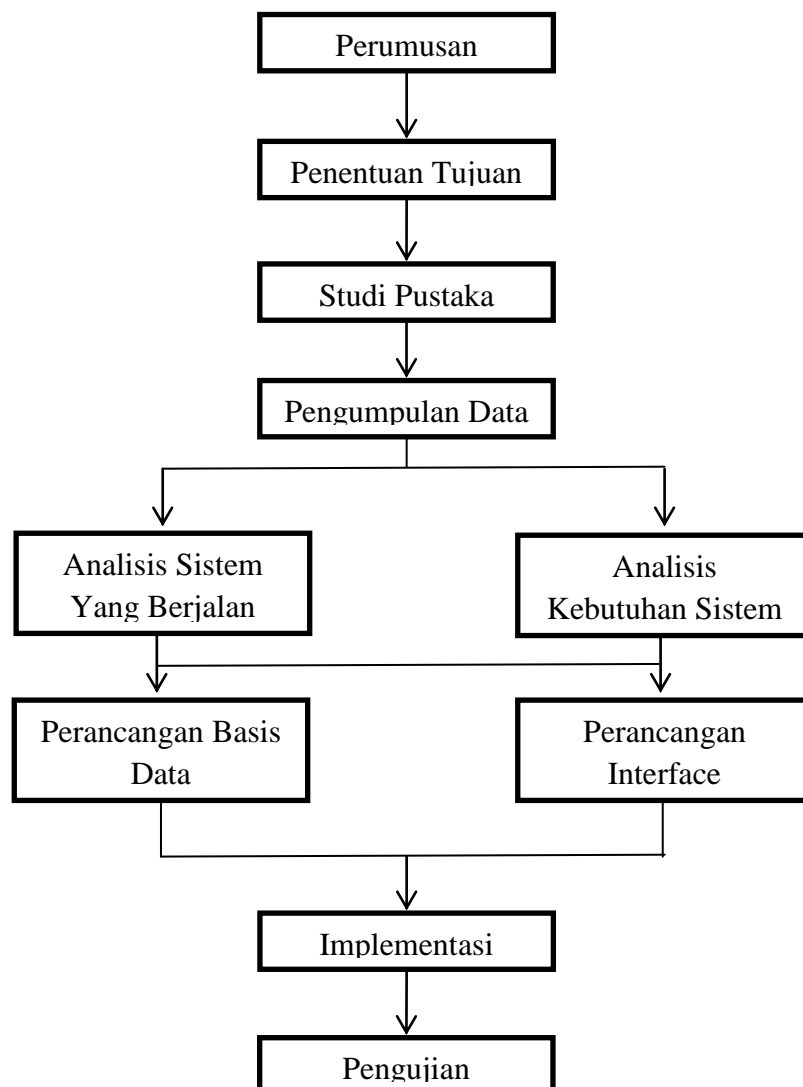 Perumusan
Penentuan Tujuan
Studi Pustaka
Pengumpulan Data
Analisis Sistem
Yang Berjalan
Analisis
Kebutuhan Sistem
Perancangan Basis
Data
Perancangan
Interface
Implementasi
Pengujian